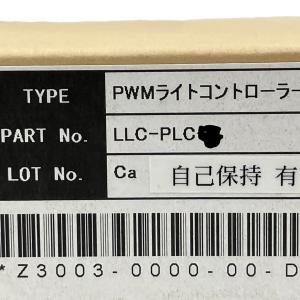 TYPE PWMライトコントローラー
PART No. LLC-PLC
LOT No. Ca 自己保持 有
*Z3003-0000-00-D